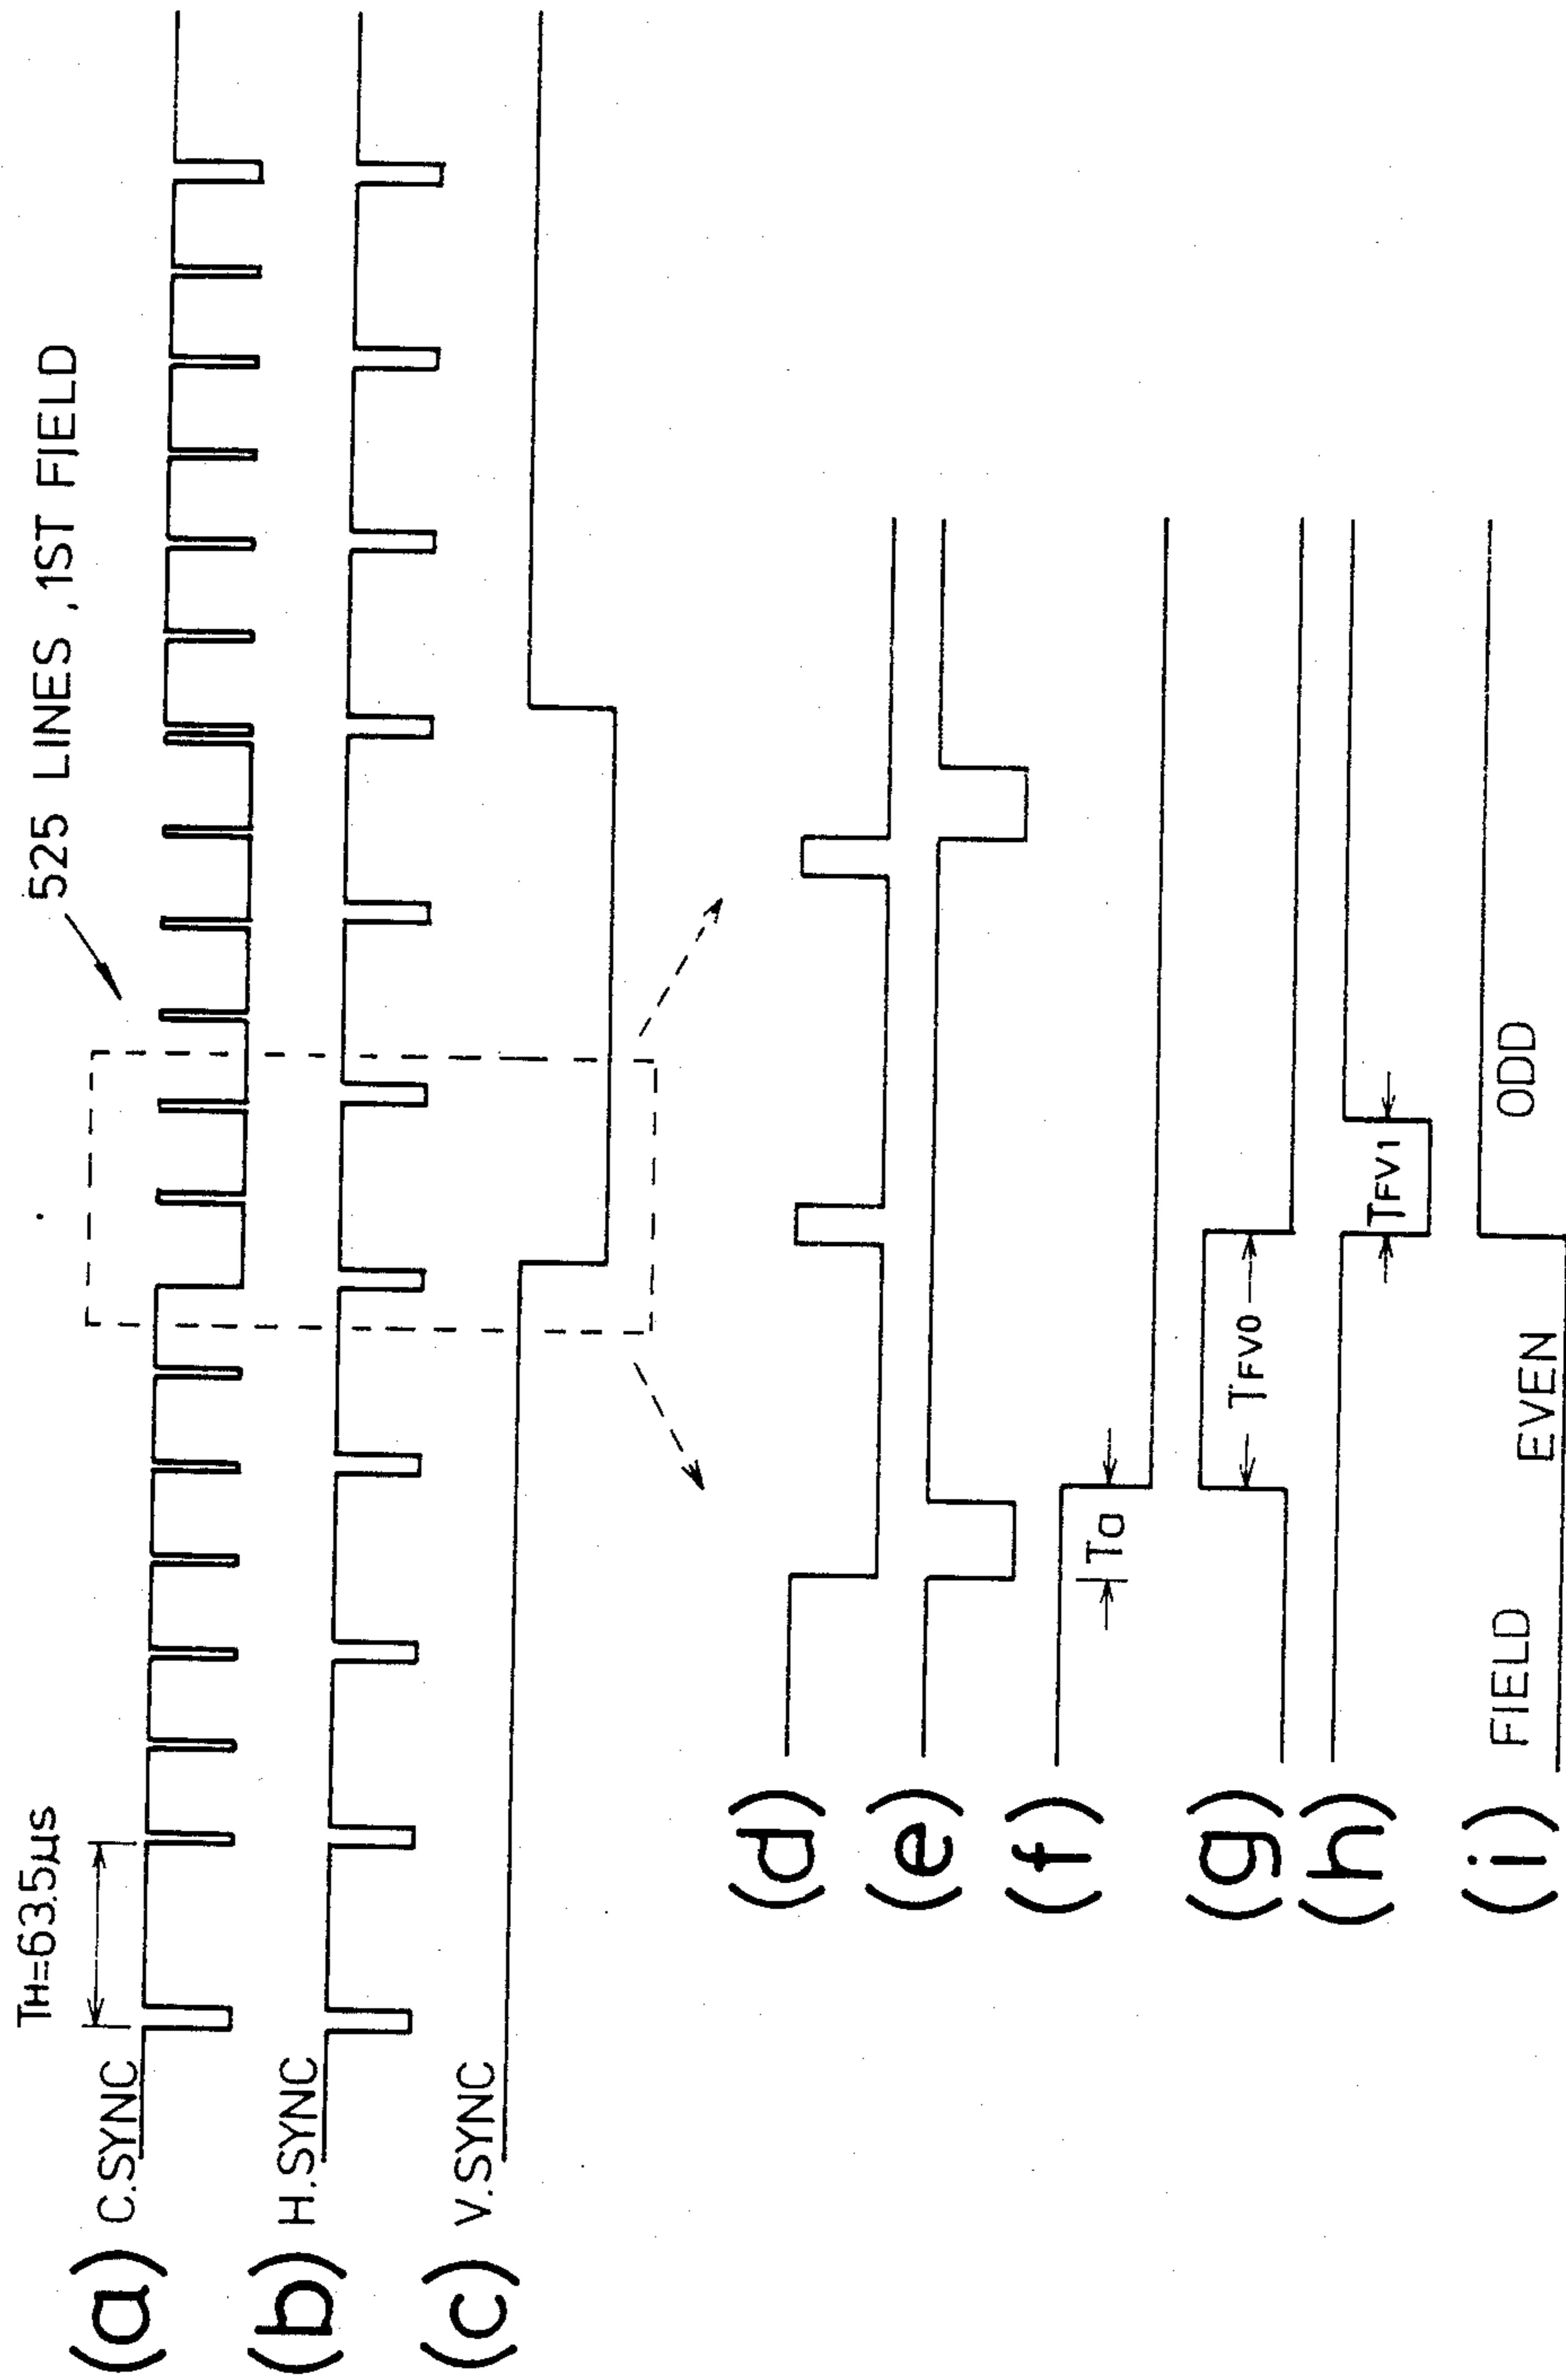 525 LINES ,1ST FIELD
TH=63.5µs
(a) C.SYNC
(b) H.SYNC
(c) V.SYNC
(d)
(e)
(f)
Ta
(g)
TFV0
(h)
TFV1
(i) FIELD EVEN ODD